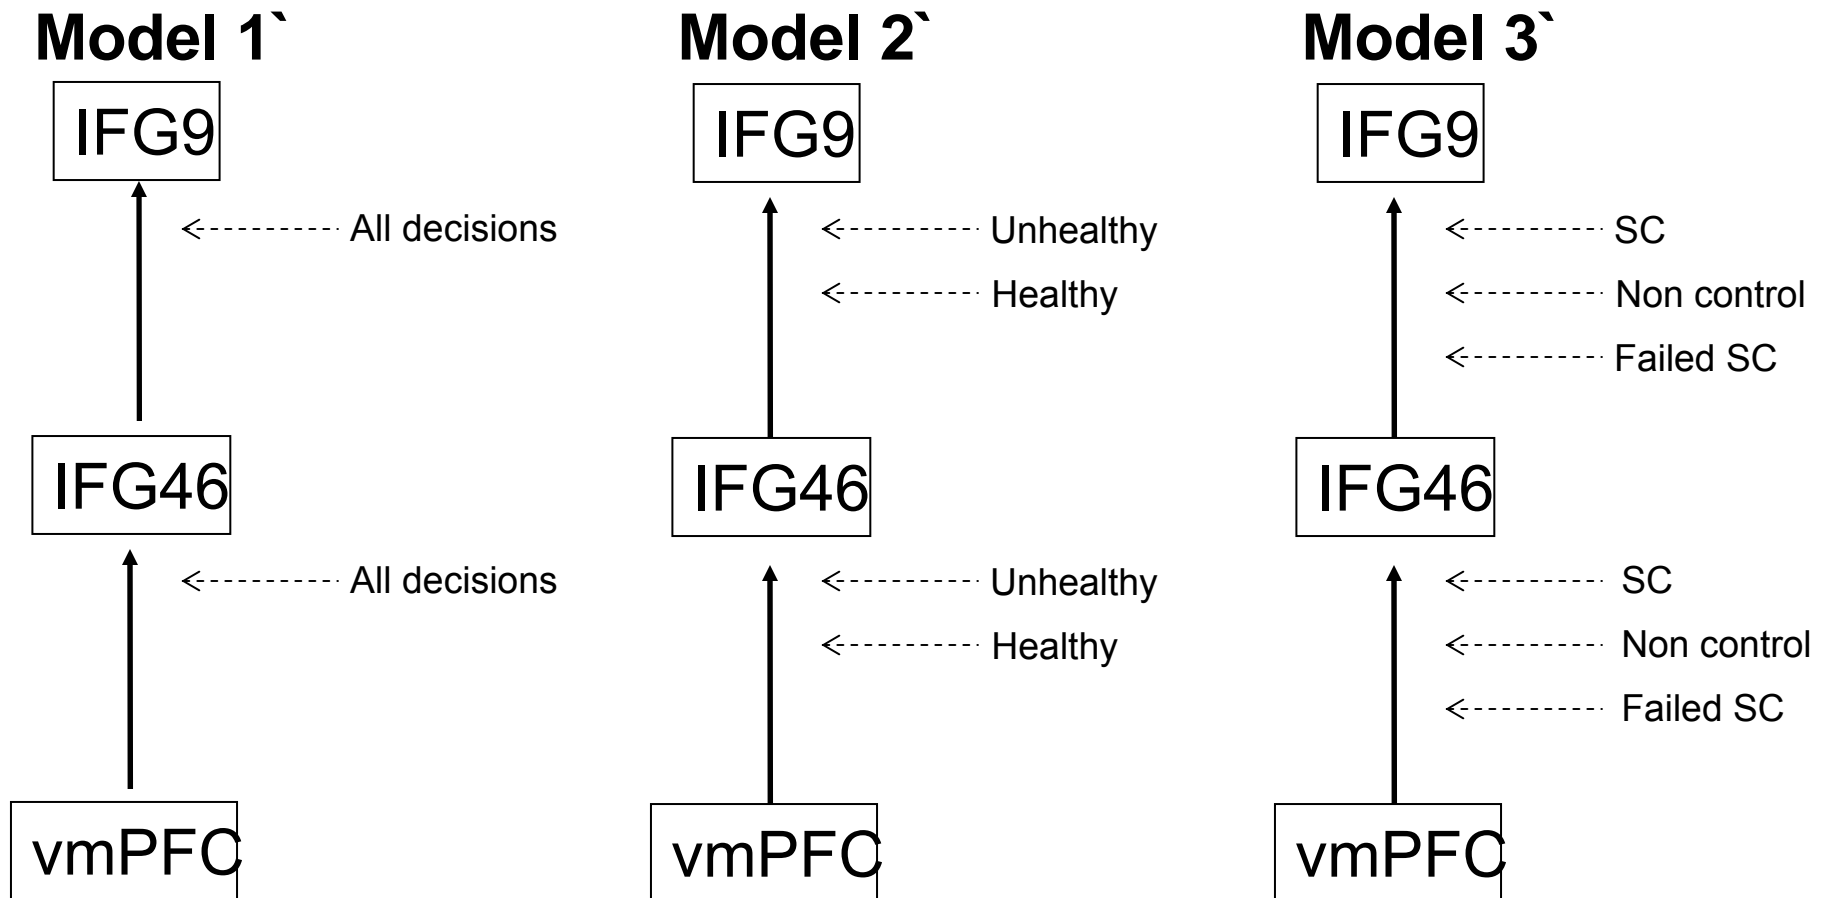 Model 1`
IFG9
All decisions
IFG46
All decisions
vmPFC
Model 2`
IFG9
Unhealthy
Healthy
IFG46
Unhealthy
Healthy
vmPFC
Model 3`
IFG9
SC
Non control
Failed SC
IFG46
SC
Non control
Failed SC
vmPFC